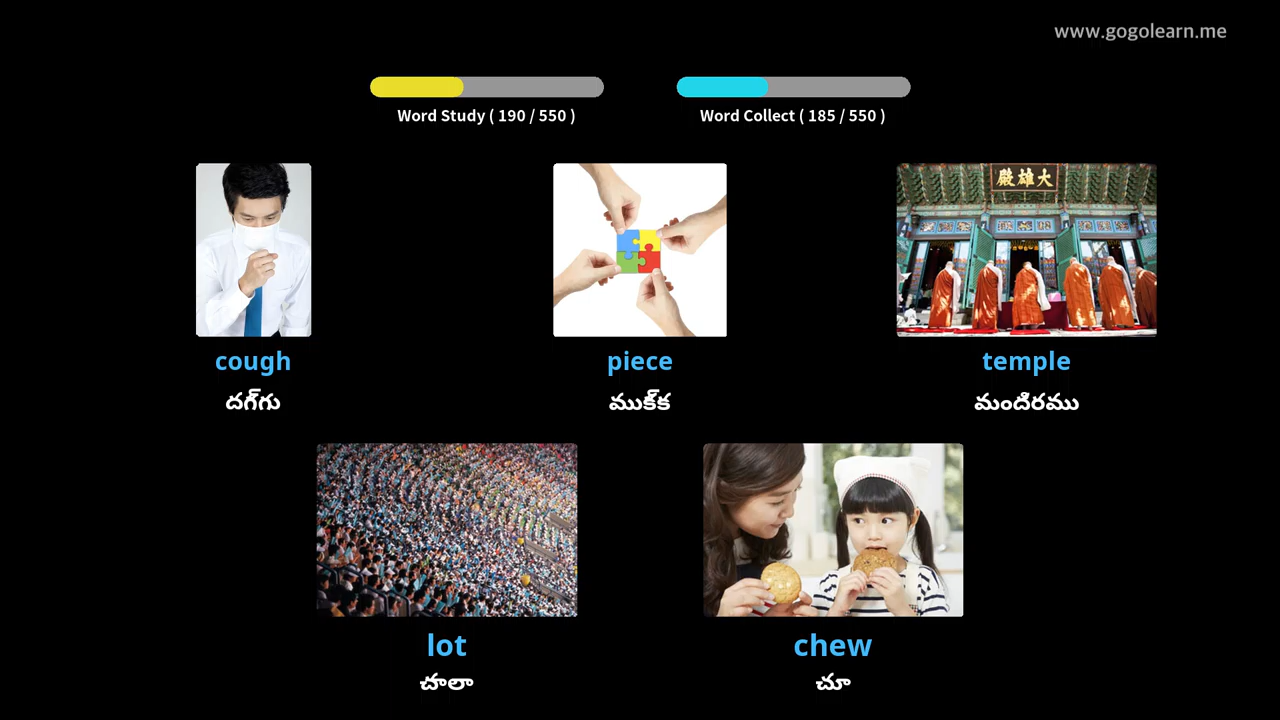 www.gogolearn.me
Word Study ( 190 / 550 )
Word Collect ( 185 / 550 )
大雄殿
cough
piece
temple
దగ్‌గు
ముక్‌క
మందిరము
lot
chew
చాలా
చూ